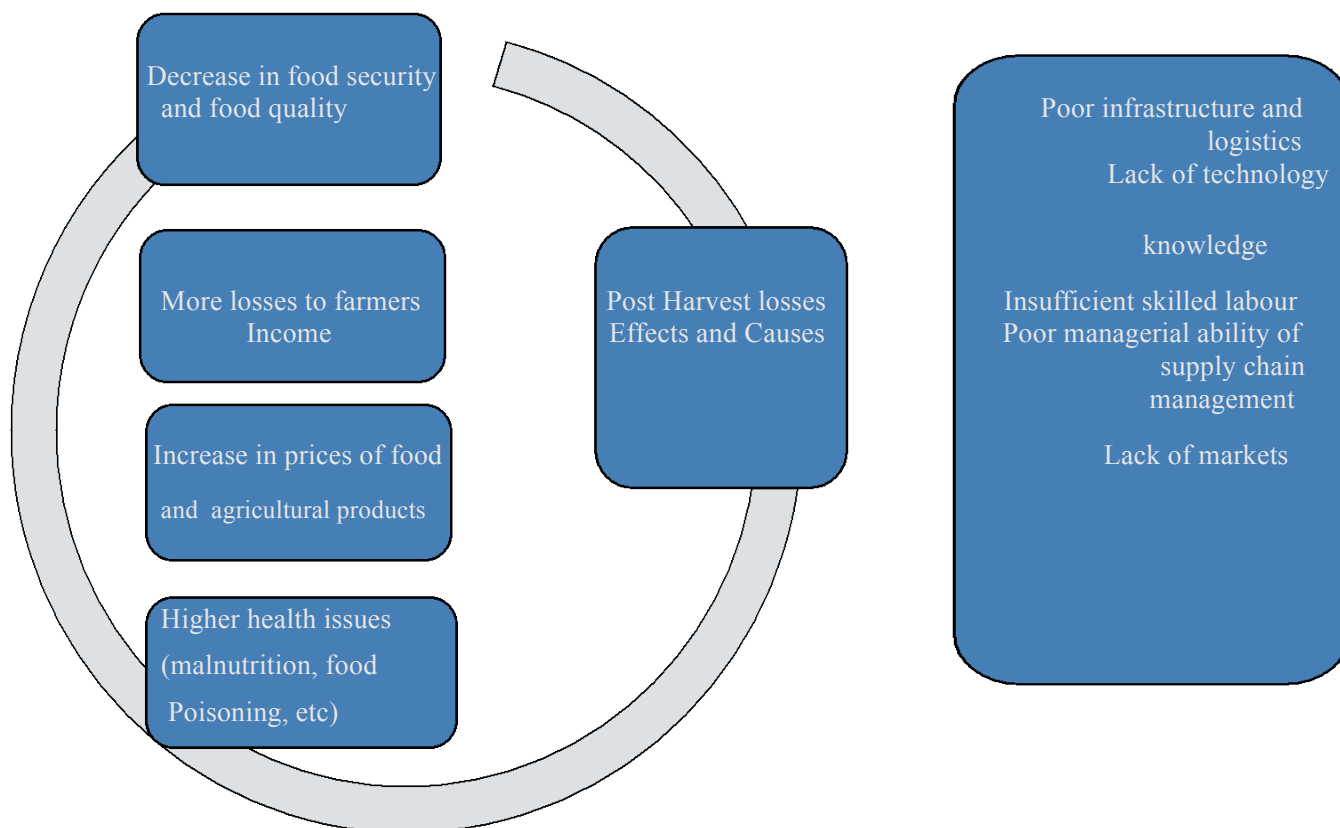 Decrease in food security
and food quality
More losses to farmers
Income
Increase in prices of food
and agricultural products
Higher health issues
(malnutrition, food
Poisoning, etc)
Post Harvest losses
Effects and Causes
Poor infrastructure and
logistics
Lack of technology
knowledge
Insufficient skilled labour
Poor managerial ability of
supply chain
management
Lack of markets